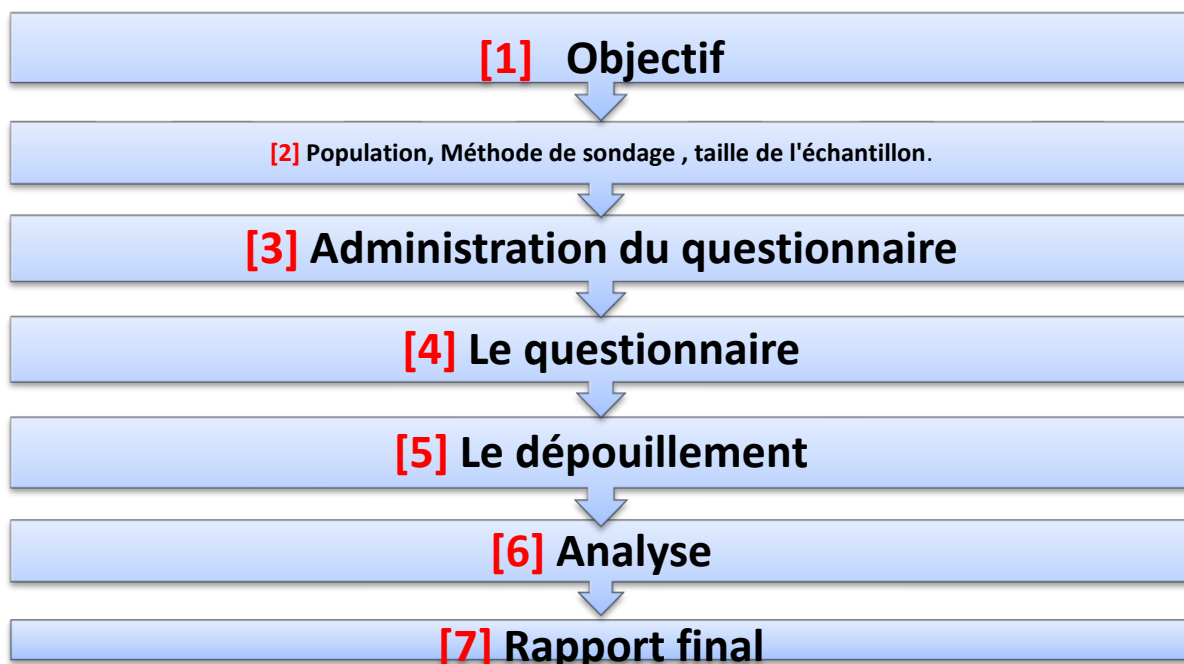 [1] Objectif
[2] Population, Méthode de sondage , taille de l'échantillon.
[3] Administration du questionnaire
[4] Le questionnaire
[5] Le dépouillement
[6] Analyse
[7] Rapport final